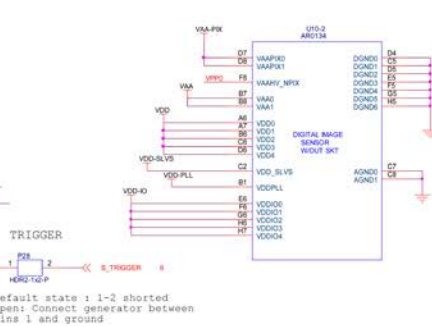 VAA-PIX
U10-2
AR0134
D7 VAAPIX0 DGND0 D4
D8 VAAPIX1 DGND1 C5
DGND2 D5
VPP0 F8 VAAHV_NPIX DGND3 E5
DGND4 F5
VAA B7 VAA0 DGND5 G5
B8 VAA1 DGND6 H5
VDD
A6 VDD0
A7 VDD1
B6 VDD2
C6 VDD3
D6 VDD4
DIGITAL IMAGE
SENSOR
W/OUT SKT
VDD-SLVS
C2 VDD_SLVS AGND0 C7
AGND1 C8
VDD-PLL
B1 VDDPLL
VDD-IO
E6 VDDIO0
F6 VDDIO1
G6 VDDIO2
H6 VDDIO3
H7 VDDIO4
TRIGGER
P28
1 2 S_TRIGGER
HDR2-1x2-P
efault state : 1-2 shorted
pen: Connect generator between
ins 1 and ground